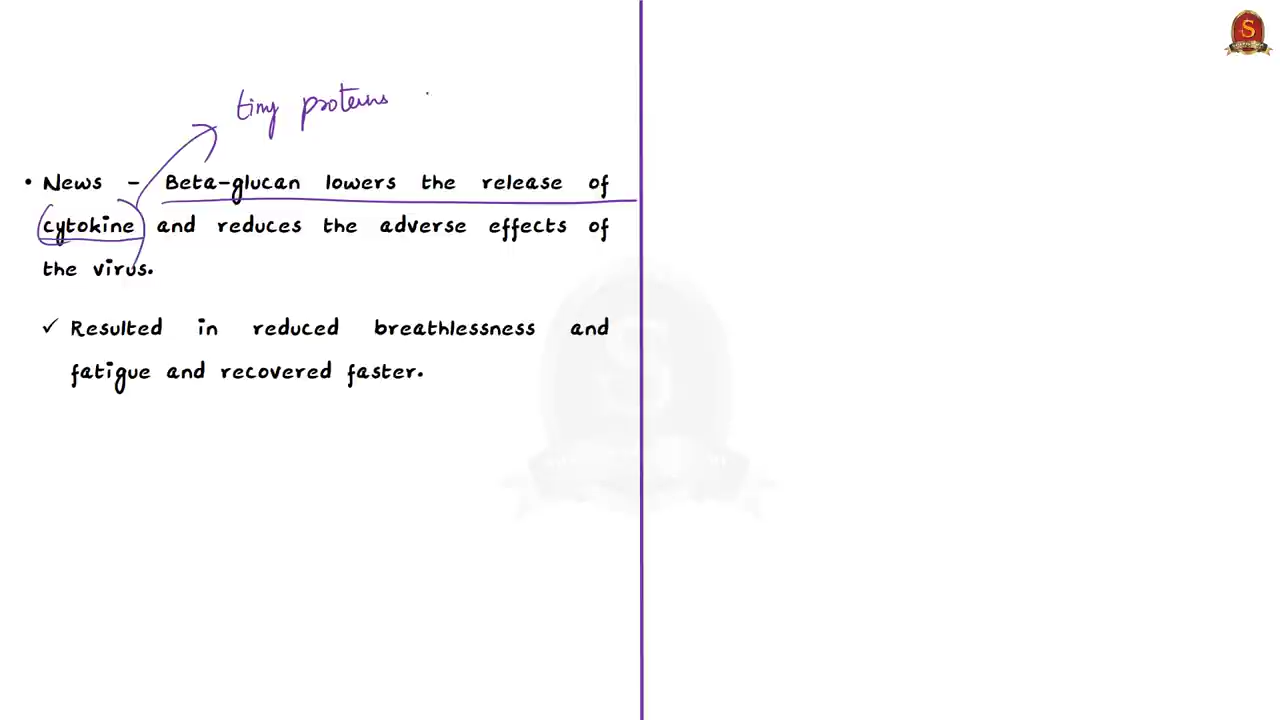 tiny proteins
• News - Beta-glucan lowers the release of
cytokine and reduces the adverse effects of
the virus.
✓ Resulted in reduced breathlessness and
fatigue and recovered faster.